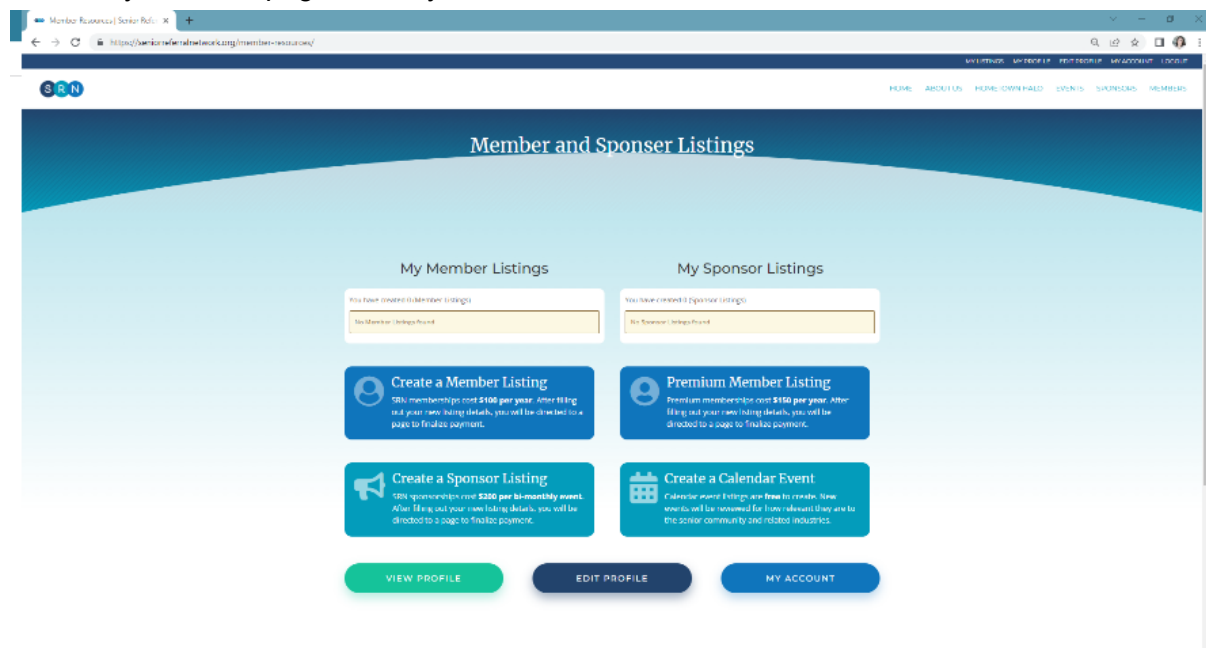 Member Resources | Senior Refer
https://seniorreferralnetwork.org/member-resources/
MY LISTINGS MY PROFILE EDIT PROFILE MY ACCOUNT LOGOUT
SRN
HOME ABOUT US HOMETOWN HALO EVENTS SPONSORS MEMBERS
Member and Sponser Listings
My Member Listings
My Sponsor Listings
You have created 0 (Member Listings)
You have created 0 (Sponsor Listings)
No Member Listings Found
No Sponsor Listings Found
Create a Member Listing
SRN memberships cost $100 per year. After filling
out your new listing details, you will be directed to a
page to finalize payment.
Premium Member Listing
Premium memberships cost $150 per year. After
filling out your new listing details, you will be
directed to a page to finalize payment.
Create a Sponsor Listing
SRN sponsorships cost $200 per bi-monthly event.
After filling out your new listing details, you will be
directed to a page to finalize payment.
Create a Calendar Event
Calendar event listings are free to create. New
events will be reviewed for how relevant they are to
the senior community and related industries.
VIEW PROFILE
EDIT PROFILE
MY ACCOUNT